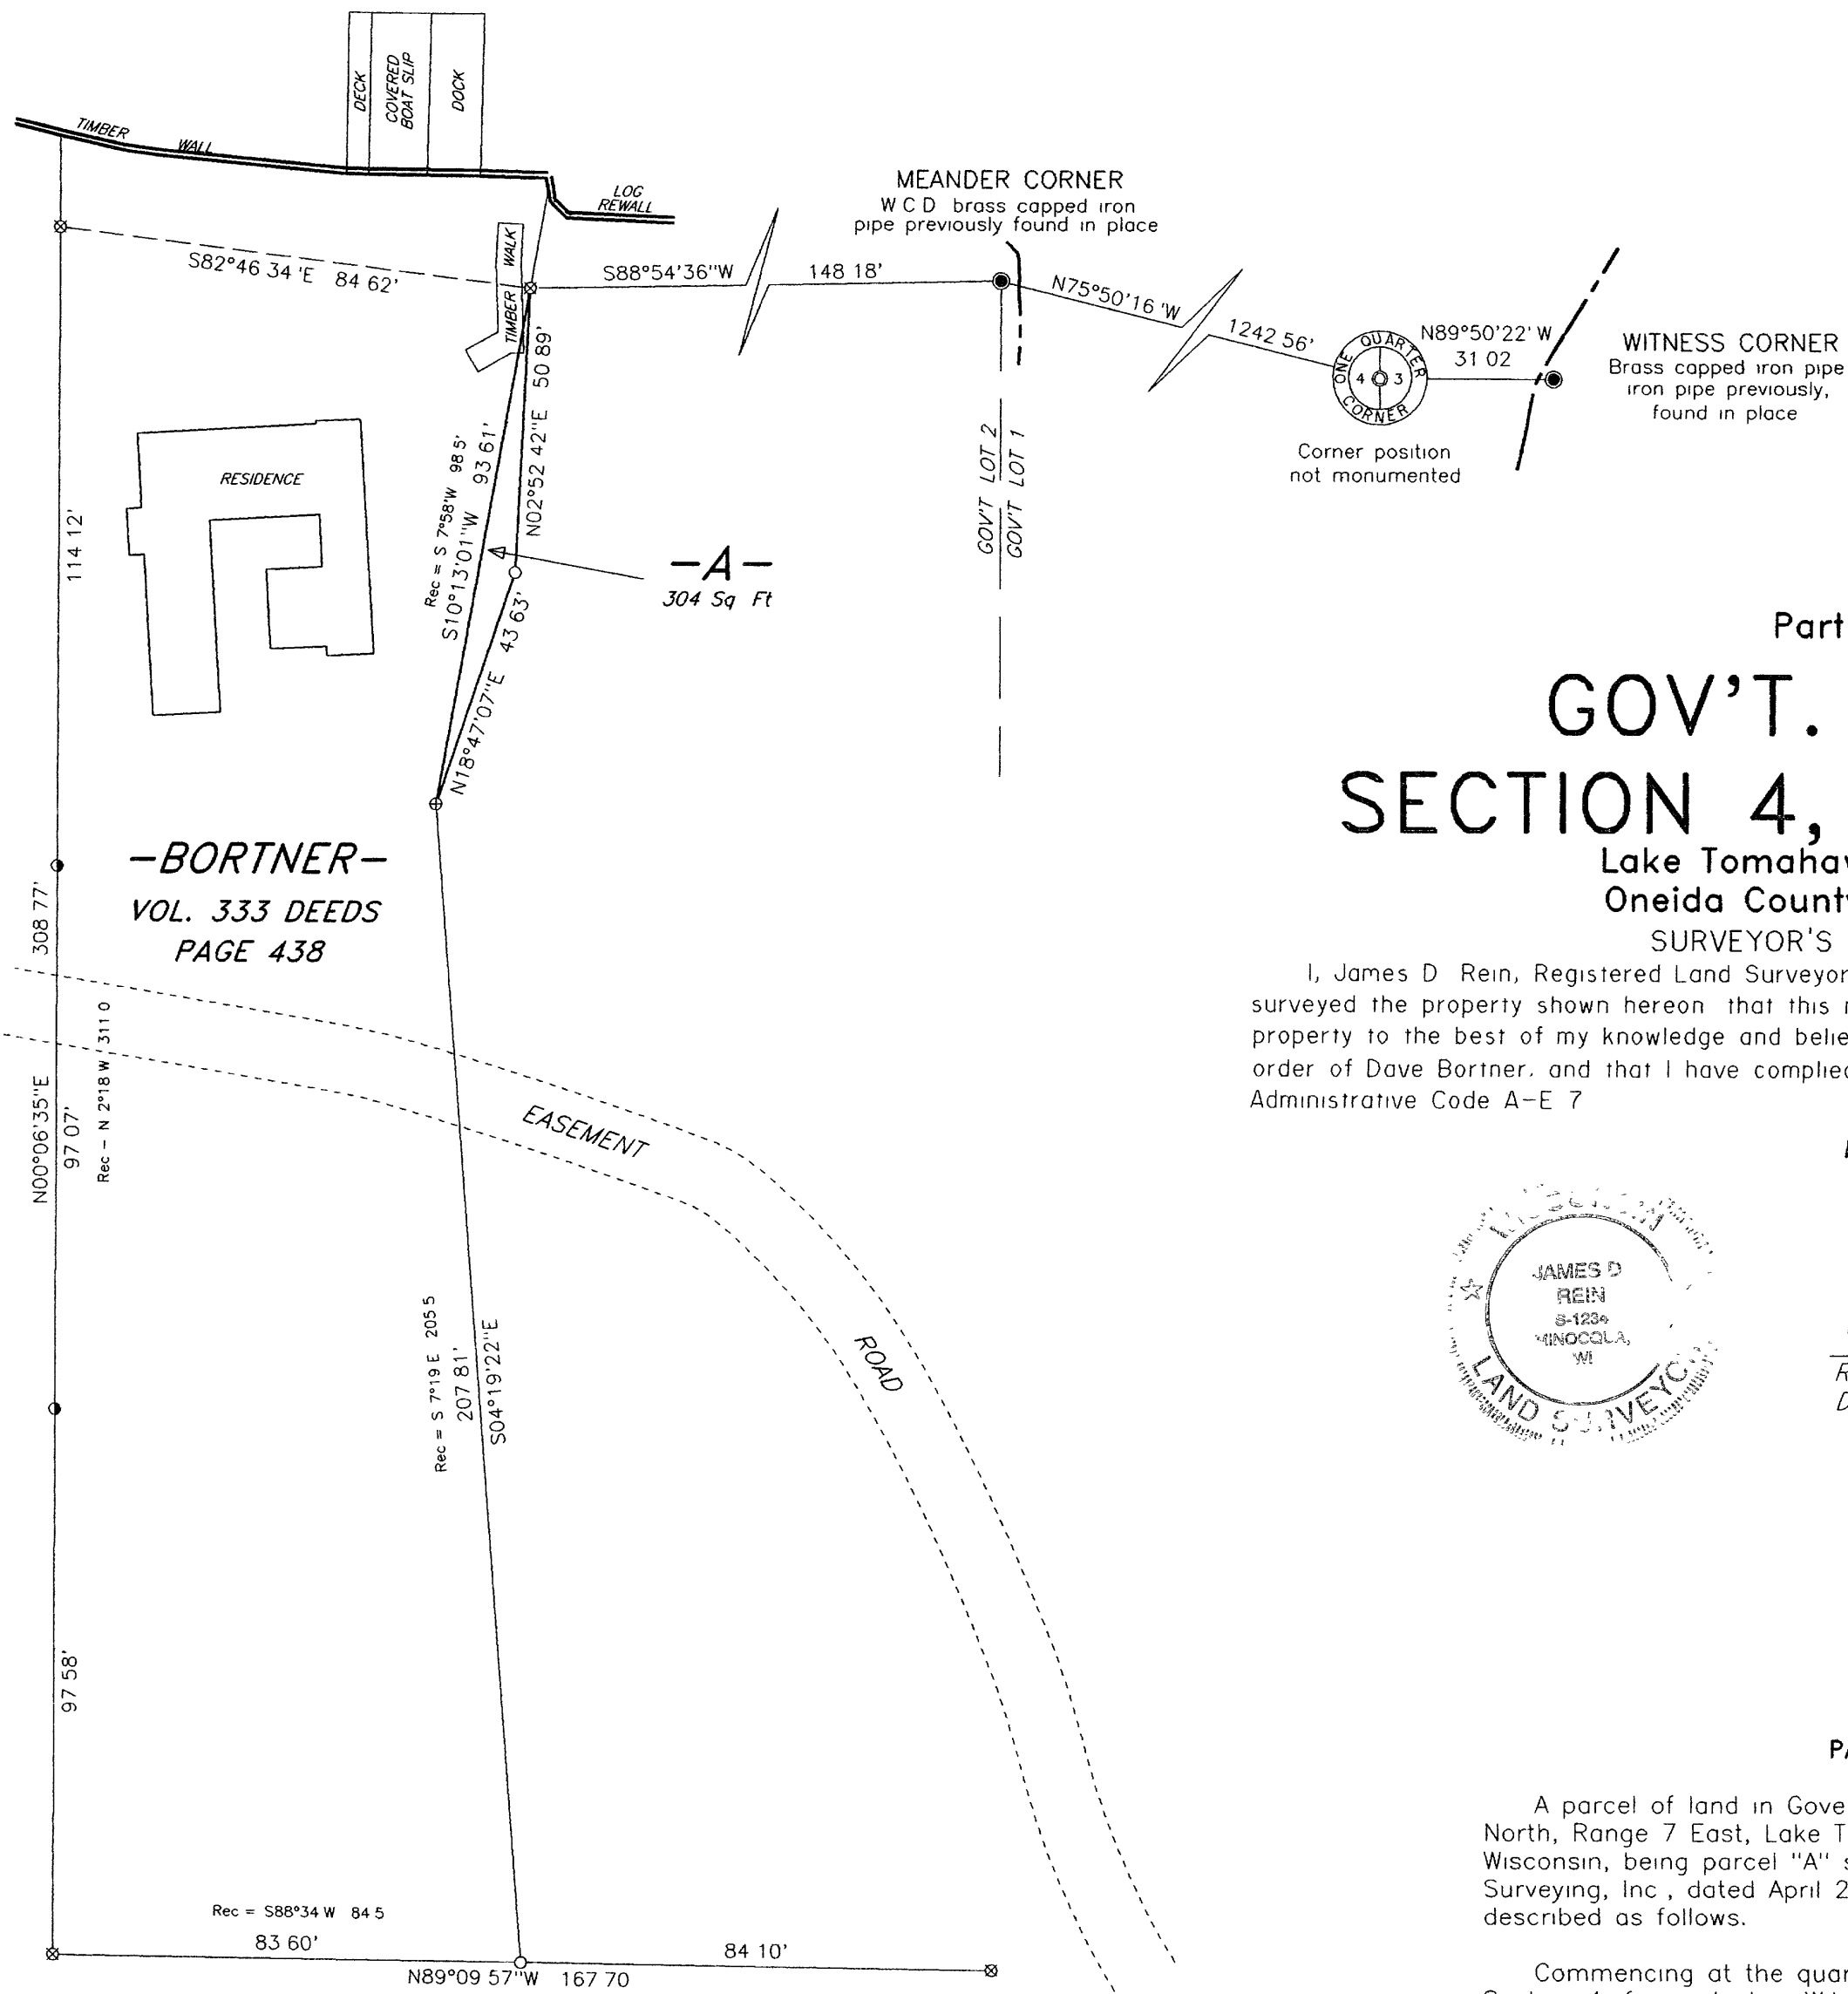 DECK
COVERED
BOAT SLIP
DOCK
TIMBER WALL
LOG
REWALL
MEANDER CORNER
W C D brass capped iron
pipe previously found in place
S82°46 34 'E 84 62'
TIMBER WALK
S88°54'36"W 148 18'
N75°50'16 'W 1242 56'
ONE QUARTER
4 3
CORNER
N89°50'22' W
31 02
WITNESS CORNER
Brass capped iron pipe
iron pipe previously,
found in place
Corner position
not monumented
GOV'T LOT 2
GOV'T LOT 1
N02°52 42"E 50 89'
Rec = S 7°58'W 98 5'
S10°13'01"W 93 61'
-A-
304 Sq Ft
N18°47'07"E 43 63'
RESIDENCE
114 12'
Part
GOV'T.
SECTION 4,
Lake Tomahaw
Oneida County
SURVEYOR'S
-BORTNER-
VOL. 333 DEEDS
PAGE 438
308 77'
N00°06'35"E
97 07'
Rec - N 2°18 W 311 0
I, James D Rein, Registered Land Surveyor
surveyed the property shown hereon that this
property to the best of my knowledge and belie
order of Dave Bortner, and that I have complied
Administrative Code A-E 7
EASEMENT
ROAD
JAMES D
REIN
S-1234
MINOCQUA,
WI
LAND SURVEYO
Rec = S 7°19 E 205 5
207 81'
S04°19'22"E
97 58'
Rec = S88°34 W 84 5
83 60'
84 10'
N89°09 57"W 167 70
A parcel of land in Gove
North, Range 7 East, Lake T
Wisconsin, being parcel "A" s
Surveying, Inc , dated April 2
described as follows.
Commencing at the quar